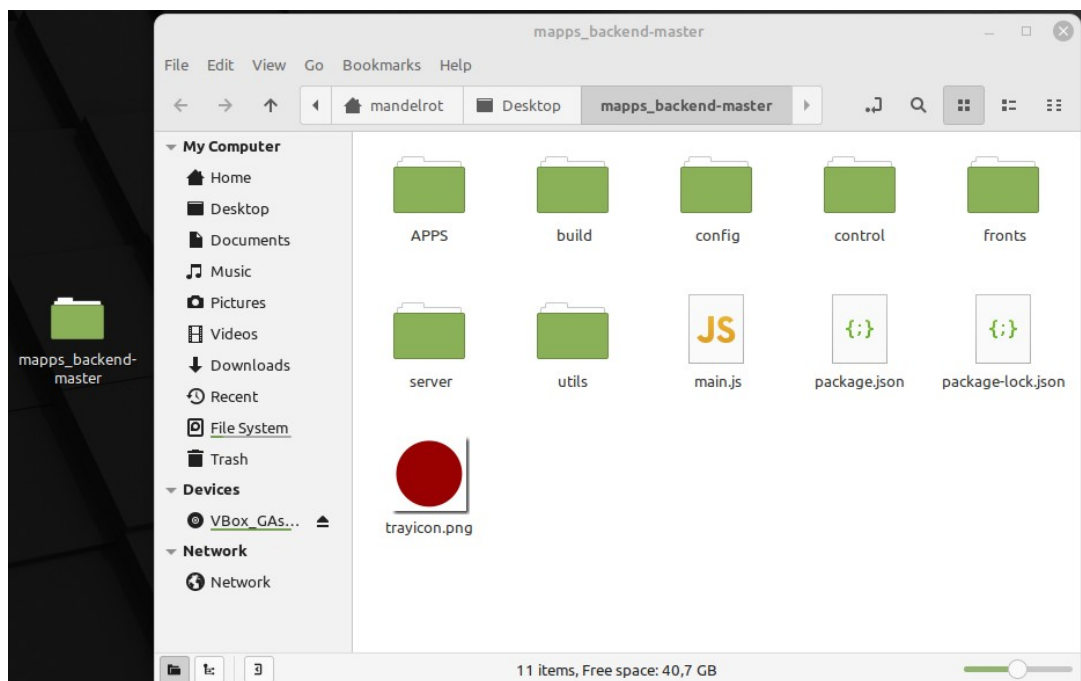 mapps_backend-master
File Edit View Go Bookmarks Help
mandelrot Desktop mapps_backend-master
My Computer
Home
Desktop
Documents
Music
Pictures
Videos
Downloads
Recent
File System
Trash
Devices
VBox_GAs...
Network
Network
APPS build config control fronts
JS {;} {;}
server utils main.js package.json package-lock.json
trayicon.png
mapps_backend-
master
11 items, Free space: 40,7 GB